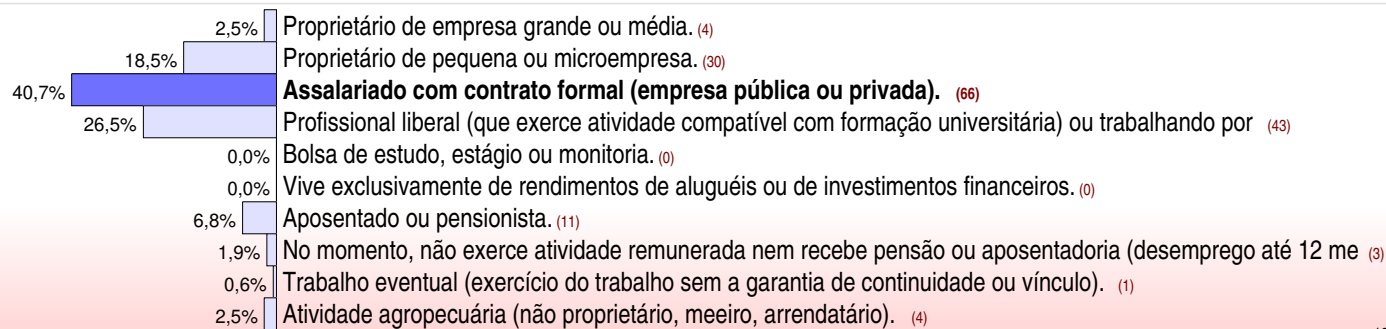 2,5% Proprietário de empresa grande ou média. (4)
18,5% Proprietário de pequena ou microempresa. (30)
40,7% Assalariado com contrato formal (empresa pública ou privada). (66)
26,5% Profissional liberal (que exerce atividade compatível com formação universitária) ou trabalhando por (43)
0,0% Bolsa de estudo, estágio ou monitoria. (0)
0,0% Vive exclusivamente de rendimentos de aluguéis ou de investimentos financeiros. (0)
6,8% Aposentado ou pensionista. (11)
1,9% No momento, não exerce atividade remunerada nem recebe pensão ou aposentadoria (desemprego até 12 me (3)
0,6% Trabalho eventual (exercício do trabalho sem a garantia de continuidade ou vínculo). (1)
2,5% Atividade agropecuária (não proprietário, meeiro, arrendatário). (4)